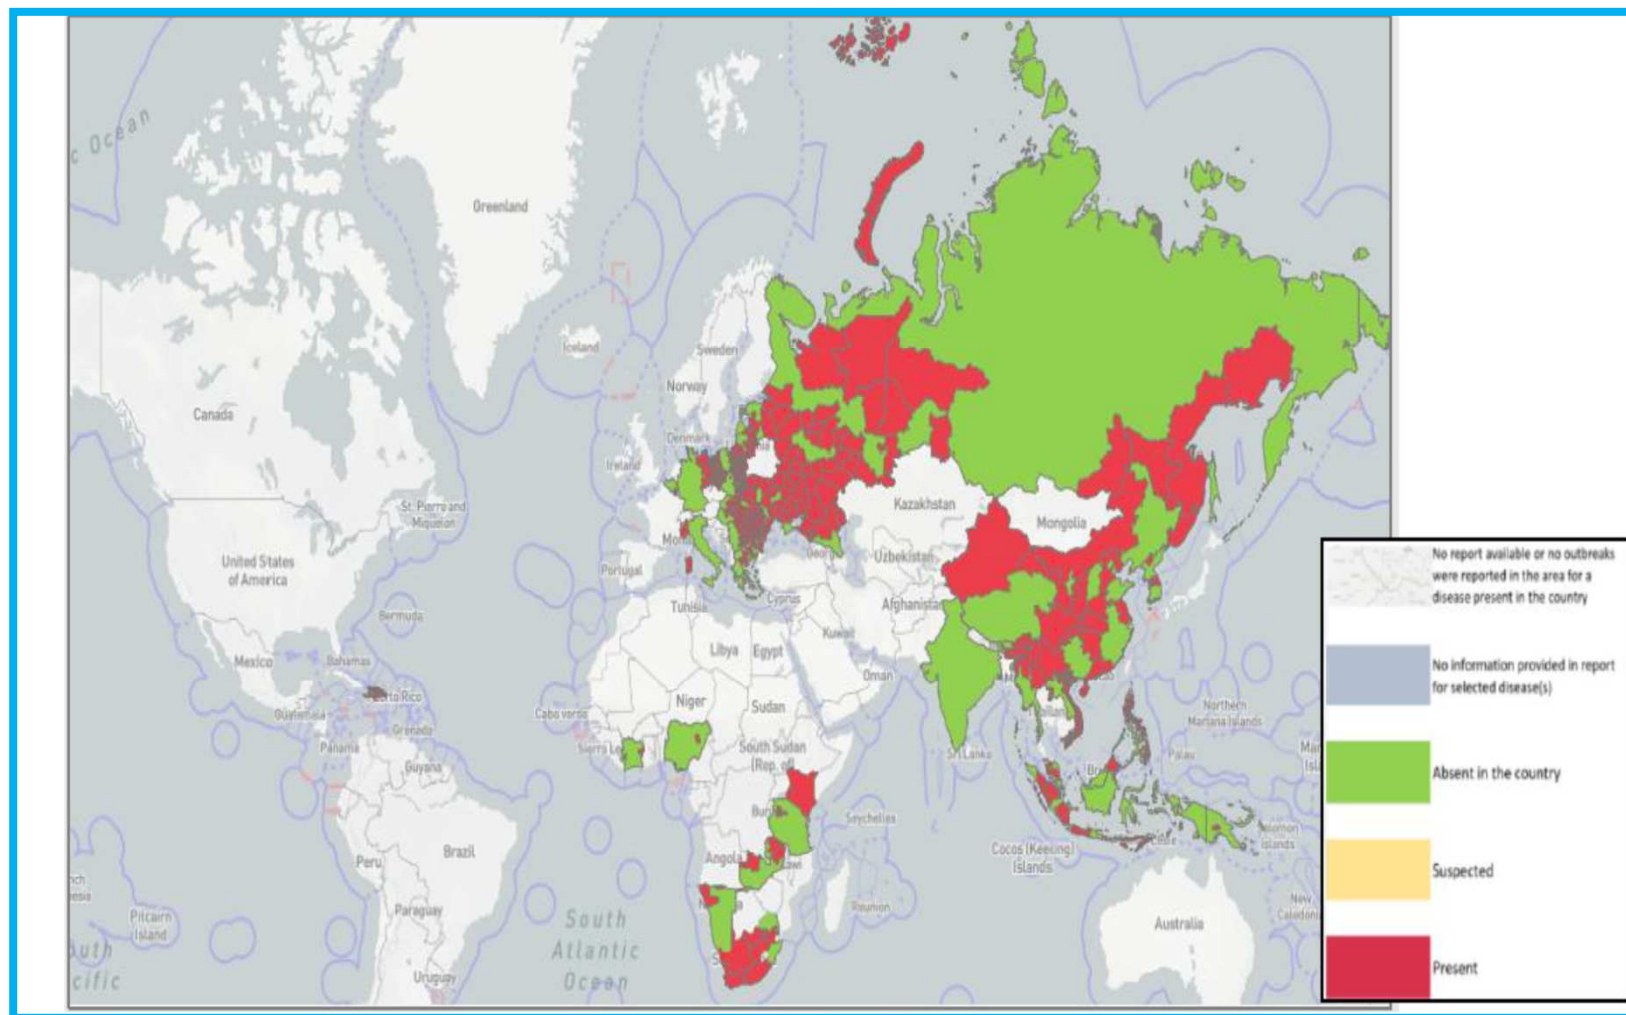 c Ocean
Greenland
Iceland
Sweden
Norway
Canada
Denmark
Ireland
St. Pierre and
Miquelon
Kazakhstan
Mongolia
United States
of America
Portugal
Georg
Uzbekistan
Bermuda
Tunisia
Cyprus
Afghanistan
Mexico
Bahamas
Libya
Egypt
Kuwait
Oman
Puerto Rico
Guatemala
Grenada
Cabo verde
Niger
Sudan
Northern
Mariana Islands
Panama
Guyana
Sierra Le
South Sudan
(Rep. of)
Sri Lanka
Palau
Seychelles
Brazil
Peru
Angola
Cocos (Keeling)
Islands
Islands
Pitcairn
Island
Paraguay
South
Atlantic
Ocean
Reunion
Australia
New
Caledoni
cific
Uruguay
No report available or no outbreaks
were reported in the area for a
disease present in the country
No information provided in report
for selected disease(s)
Absent in the country
Suspected
Present